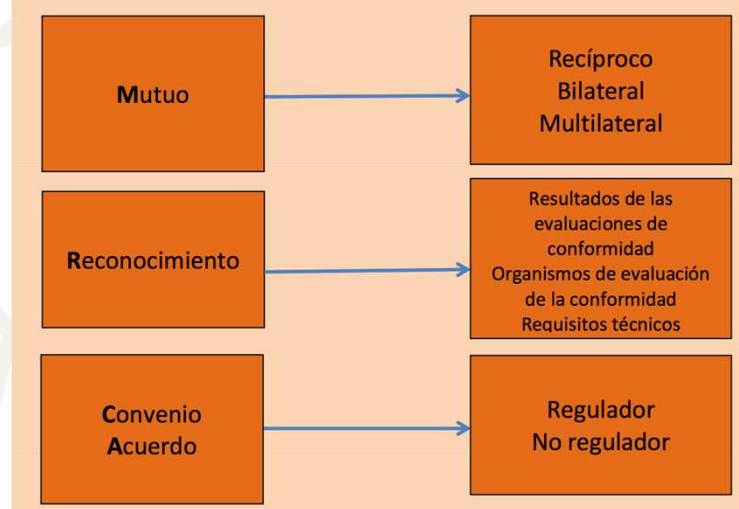 Mutuo
Recíproco
Bilateral
Multilateral
Reconocimiento
Resultados de las
evaluaciones de
conformidad
Organismos de evaluación
de la conformidad
Requisitos técnicos
Convenio
Acuerdo
Regulador
No regulador